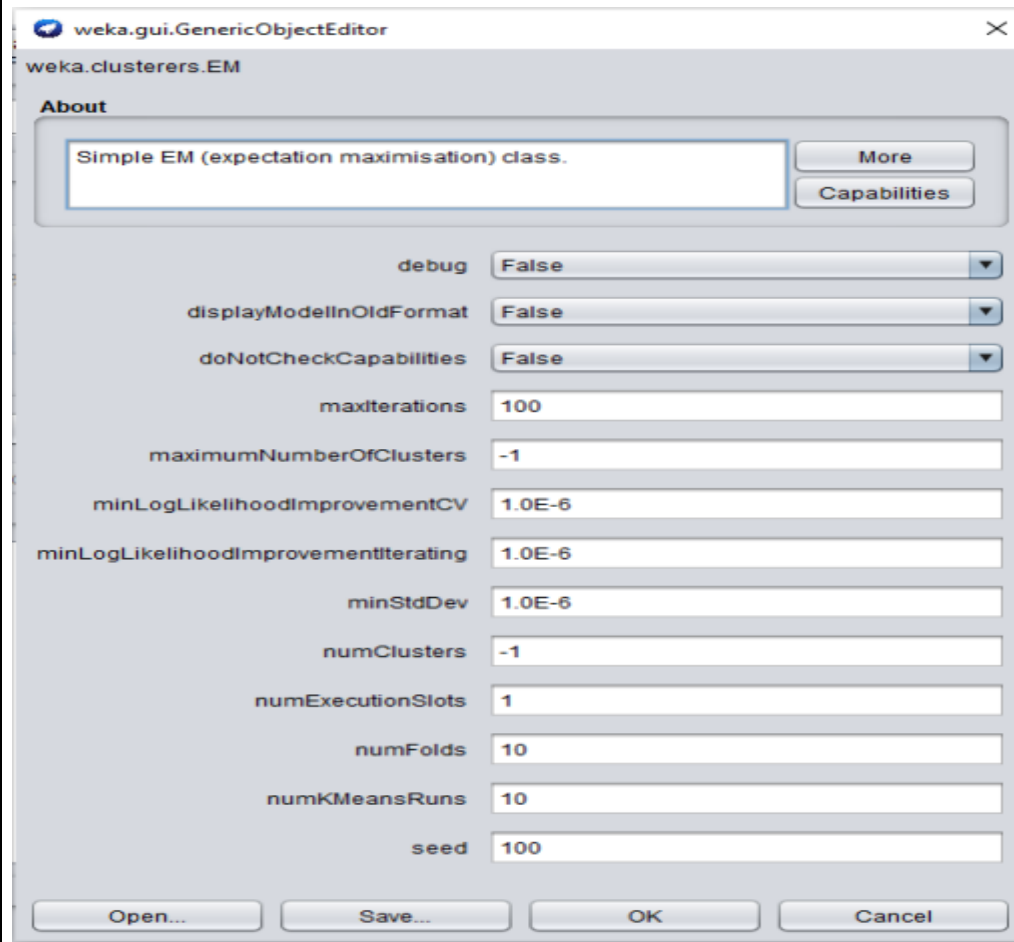 weka.gui.GenericObjectEditor
weka.clusterers.EM
About
Simple EM (expectation maximisation) class.
More
Capabilities
debug False
displayModelInOldFormat False
doNotCheckCapabilities False
maxIterations 100
maximumNumberOfClusters -1
minLogLikelihoodImprovementCV 1.0E-6
minLogLikelihoodImprovementIterating 1.0E-6
minStdDev 1.0E-6
numClusters -1
numExecutionSlots 1
numFolds 10
numKMeansRuns 10
seed 100
Open... Save... OK Cancel